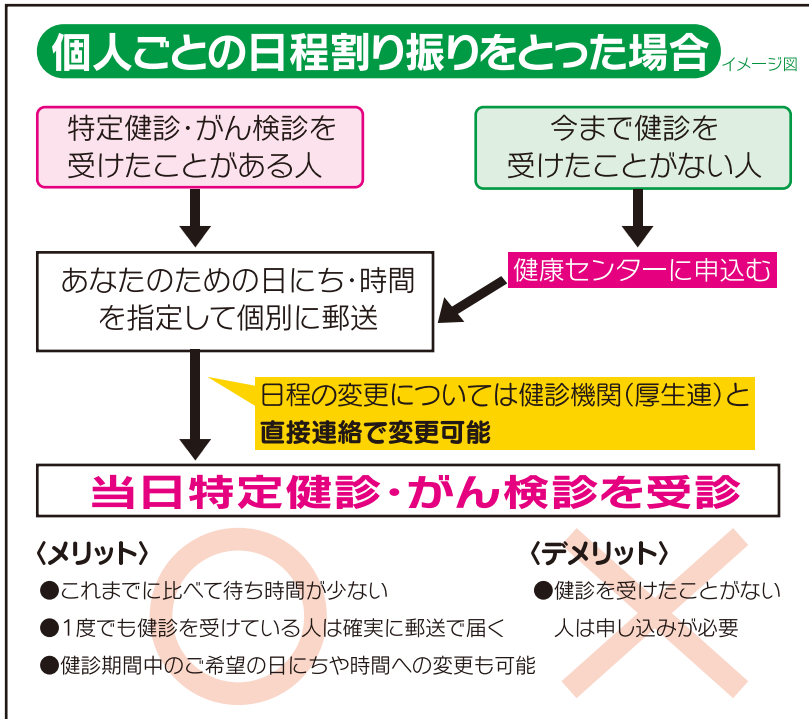 個人ごとの日程割り振りをとった場合
イメージ図
特定健診・がん検診を
受けたことがある人
今まで健診を
受けたことがない人
健康センターに申込む
あなたのための日にち・時間
を指定して個別に郵送
日程の変更については健診機関(厚生連)と
直接連絡で変更可能
当日特定健診・がん検診を受診
〈メリット〉
●これまでに比べて待ち時間が少ない
●1度でも健診を受けている人は確実に郵送で届く
●健診期間中のご希望の日にちや時間への変更も可能
〈デメリット〉
●健診を受けたことがない
人は申し込みが必要